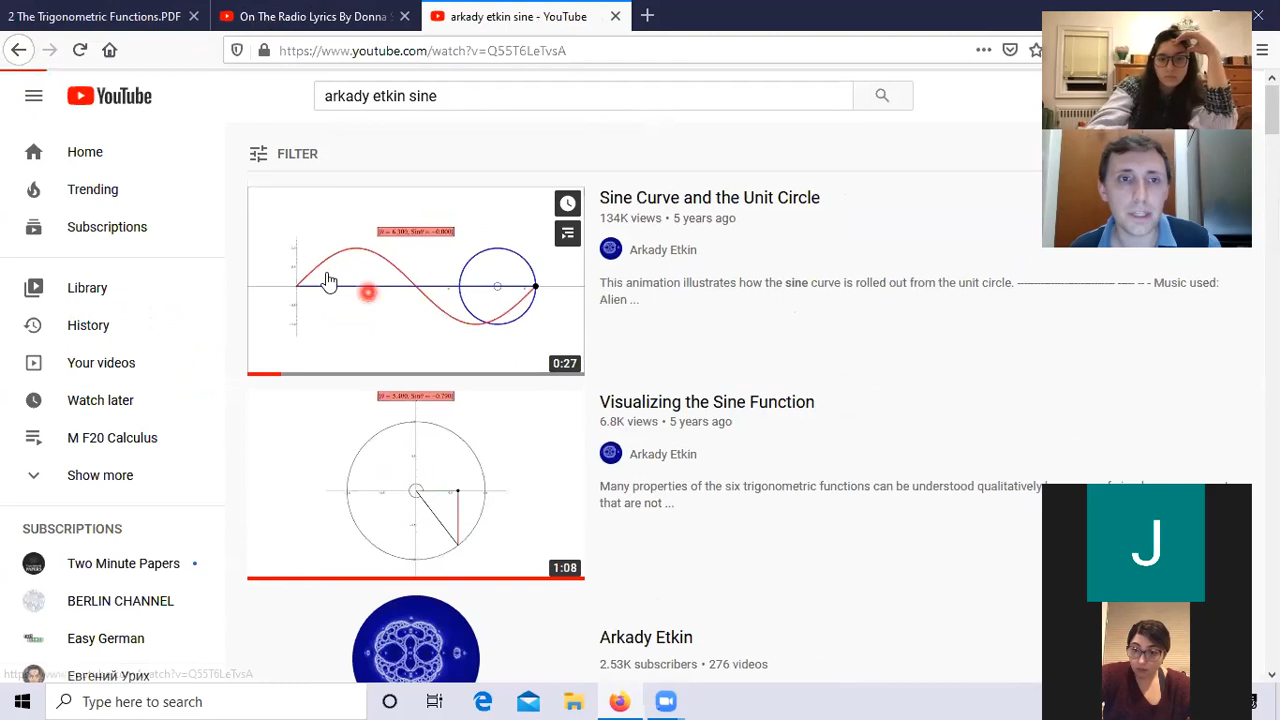 2 The Trigonometric Functions.PDF
On The Radio Lyrics By Donna S
arkady etkin sine - YouTube
https://www.youtube.com/watch?v=Q55T6LeTvsA
YouTube
arkady etkin sine
Home
Trending
Subscriptions
Library
History
Your videos
Watch later
M F20 Calculus
Show more
SUBSCRIPTIONS
Two Minute Papers
BERLIN CHANNEL
Easy German
Евгений Урих
FILTER
0:27
Sine Curve and the Unit Circle
134K views • 5 years ago
Arkady Etkin
This animation illustrates how the sine curve is rolled out from the unit circle. ---------------------------- ----- -- - Music used:
Alien ...
1:08
Visualizing the Sine Function
6.8K views • 5 years ago
Arkady Etkin
Many properties of the six trigonometric functions can be understood qualitatively
that are not ...
Arkady Etkin
2.53K subscribers • 276 videos
J
https://www.youtube.com/watch?v=Q55T6LeTvsA
Type here to search